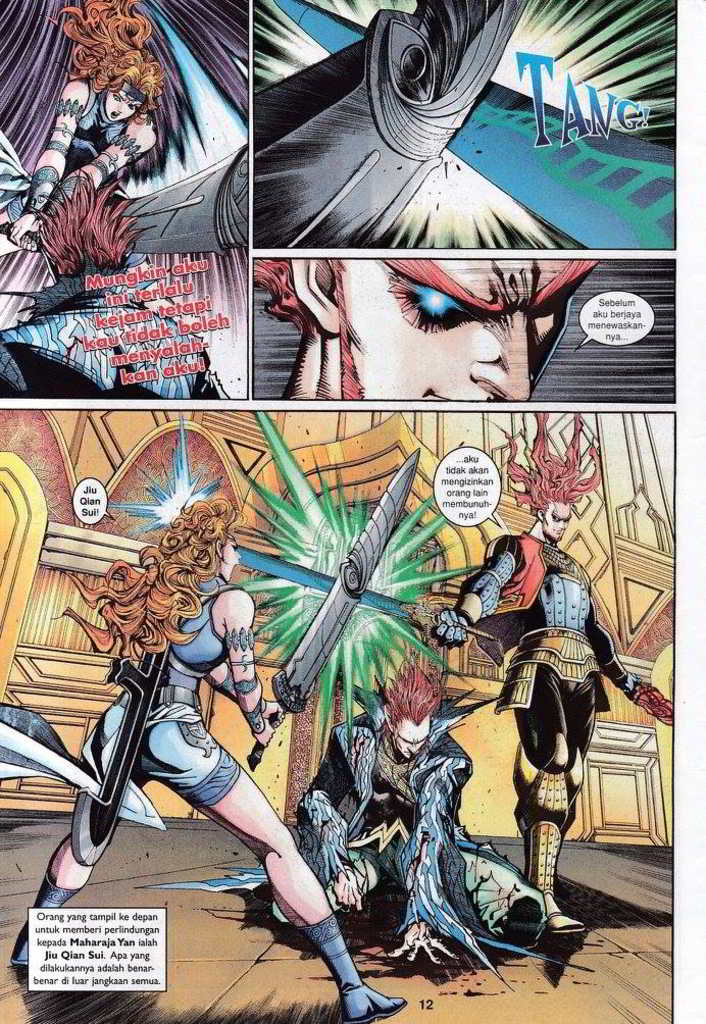 Mungkin aku
ini terlalu
kejam tetapi
kau tidak boleh
menyalah-
kan aku!
TANG!
Sebelum
aku berjaya
menewaskan-
nya...
Jiu
Qian
Sui!
...aku
tidak akan
mengizinkan
orang lain
membunuh-
nya!
Orang yang tampil ke depan
untuk memberi perlindungan
kepada Maharaja Yan ialah
Jiu Qian Sui. Apa yang
dilakukannya adalah benar-
benar di luar jangkaan semua.
12